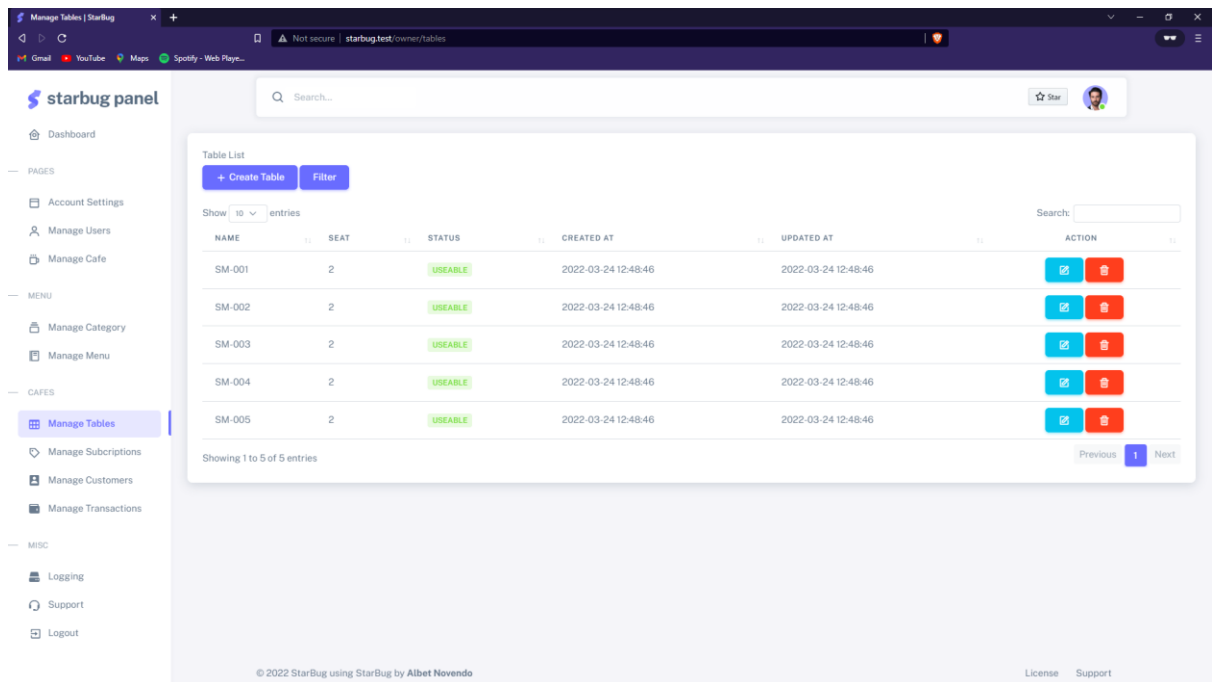 Manage Tables | StarBug
Not secure | starbug.test/owner/tables
Gmail YouTube Maps Spotify - Web Playe...
starbug panel
Dashboard
PAGES
Account Settings
Manage Users
Manage Cafe
MENU
Manage Category
Manage Menu
CAFES
Manage Tables
Manage Subcriptions
Manage Customers
Manage Transactions
MISC
Logging
Support
Logout
Search...
Star
Table List
+ Create Table Filter
Show 10 entries Search:
NAME SEAT STATUS CREATED AT UPDATED AT ACTION
SM-001 2 USEABLE 2022-03-24 12:48:46 2022-03-24 12:48:46
SM-002 2 USEABLE 2022-03-24 12:48:46 2022-03-24 12:48:46
SM-003 2 USEABLE 2022-03-24 12:48:46 2022-03-24 12:48:46
SM-004 2 USEABLE 2022-03-24 12:48:46 2022-03-24 12:48:46
SM-005 2 USEABLE 2022-03-24 12:48:46 2022-03-24 12:48:46
Showing 1 to 5 of 5 entries Previous 1 Next
© 2022 StarBug using StarBug by Albet Novendo License Support